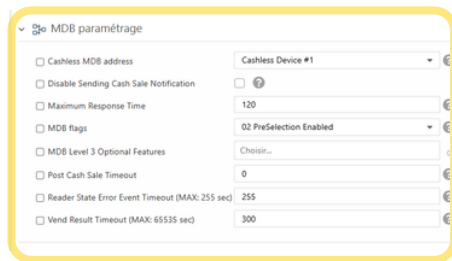 MDB paramétrage
Cashless MDB address Cashless Device #1
Disable Sending Cash Sale Notification
Maximum Response Time 120
MDB flags 02 PreSelection Enabled
MDB Level 3 Optional Features Choisir...
Post Cash Sale Timeout 0
Reader State Error Event Timeout (MAX: 255 sec) 255
Vend Result Timeout (MAX: 65535 sec) 300